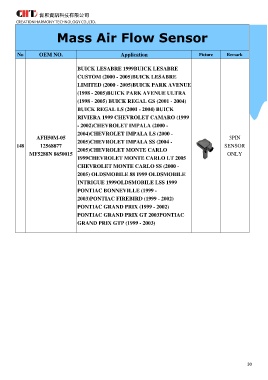 CHT 創和資訊科技有限公司
CREATION HARMONY TECHNOLOGY CO.,LTD.
Mass Air Flow Sensor
No OEM NO. Application Picture Remark
BUICK LESABRE 1999BUICK LESABRE
CUSTOM (2000 - 2005)BUICK LESABRE
LIMITED (2000 - 2005)BUICK PARK AVENUE
(1998 - 2005)BUICK PARK AVENUE ULTRA
(1998 - 2005) BUICK REGAL GS (2001 - 2004)
BUICK REGAL LS (2001 - 2004) BUICK
RIVIERA 1999 CHEVROLET CAMARO (1999
- 2002)CHEVROLET IMPALA (2000 -
2004)CHEVROLET IMPALA LS (2000 -
2005)CHEVROLET IMPALA SS (2004 -
2005)CHEVROLET MONTE CARLO
1999CHEVROLET MONTE CARLO LT 2005
CHEVROLET MONTE CARLO SS (2000 -
2005) OLDSMOBILE 88 1999 OLDSMOBILE
INTRIGUE 1999OLDSMOBILE LSS 1999
PONTIAC BONNEVILLE (1999 -
2003)PONTIAC FIREBIRD (1999 - 2002)
PONTIAC GRAND PRIX (1999 - 2002)
PONTIAC GRAND PRIX GT 2003PONTIAC
GRAND PRIX GTP (1999 - 2003)
148
AFH50M-05
12568877
MF5288N 8650015
3PIN
SENSOR
ONLY
30